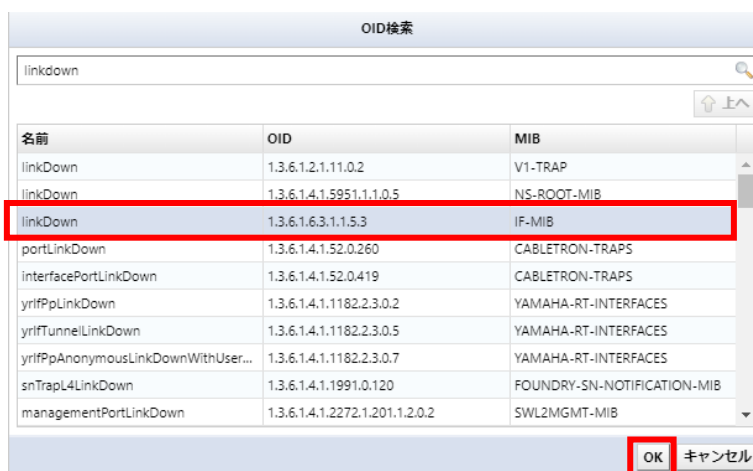 OID検索
linkdown
上へ
名前 OID MIB
linkDown 1.3.6.1.2.1.11.0.2 V1-TRAP
linkDown 1.3.6.1.4.1.5951.1.1.0.5 NS-ROOT-MIB
linkDown 1.3.6.1.6.3.1.1.5.3 IF-MIB
portLinkDown 1.3.6.1.4.1.52.0.260 CABLETRON-TRAPS
interfacePortLinkDown 1.3.6.1.4.1.52.0.419 CABLETRON-TRAPS
yrIfPpLinkDown 1.3.6.1.4.1.1182.2.3.0.2 YAMAHA-RT-INTERFACES
yrIfTunnelLinkDown 1.3.6.1.4.1.1182.2.3.0.5 YAMAHA-RT-INTERFACES
yrIfPpAnonymousLinkDownWithUser... 1.3.6.1.4.1.1182.2.3.0.7 YAMAHA-RT-INTERFACES
snTrapL4LinkDown 1.3.6.1.4.1.1991.0.120 FOUNDRY-SN-NOTIFICATION-MIB
managementPortLinkDown 1.3.6.1.4.1.2272.1.201.1.2.0.2 SWL2MGMT-MIB
OK キャンセル